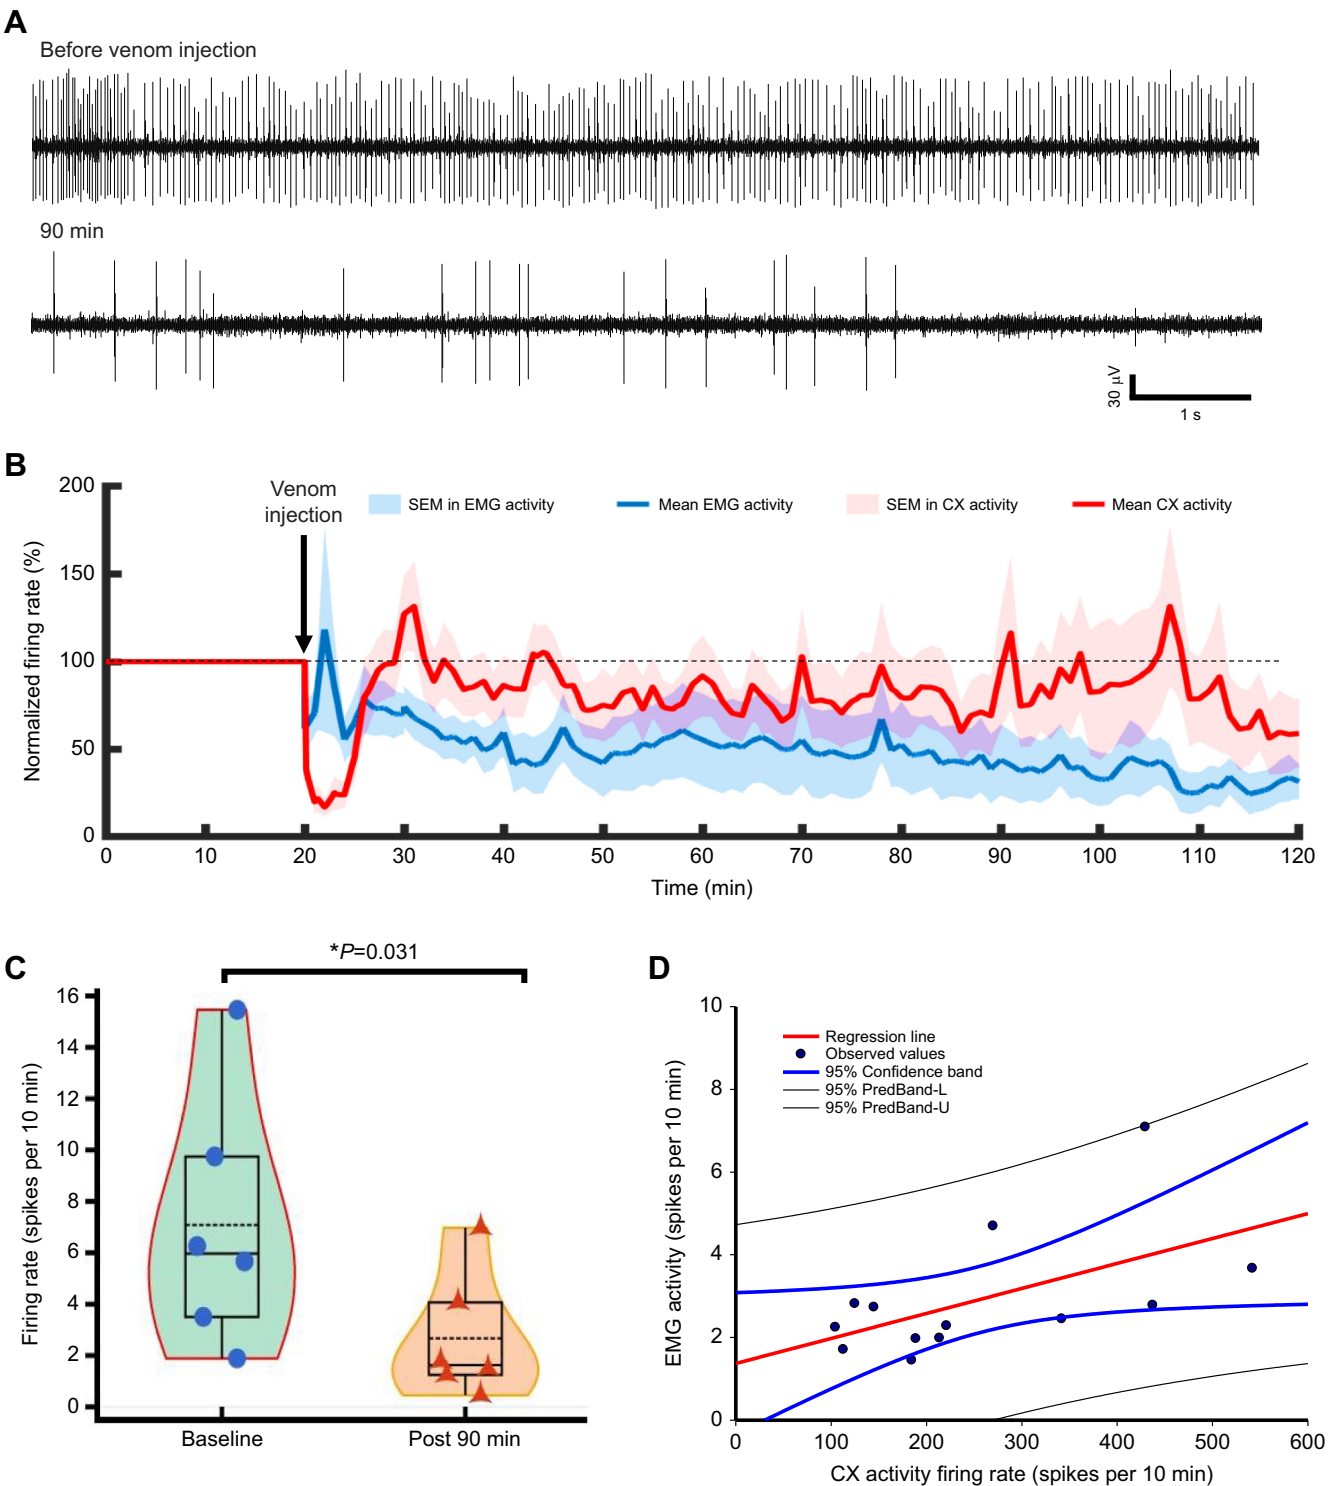 A
Before venom injection
90 min
30 µV
1 s
B
Venom
injection
SEM in EMG activity
Mean EMG activity
SEM in CX activity
Mean CX activity
Normalized firing rate (%)
200
150
100
50
0
0 10 20 30 40 50 60 70 80 90 100 110 120
Time (min)
C
*P=0.031
Firing rate (spikes per 10 min)
16
14
12
10
8
6
4
2
0
Baseline
Post 90 min
D
Regression line
Observed values
95% Confidence band
95% PredBand-L
95% PredBand-U
EMG activity (spikes per 10 min)
10
8
6
4
2
0
0 100 200 300 400 500 600
CX activity firing rate (spikes per 10 min)